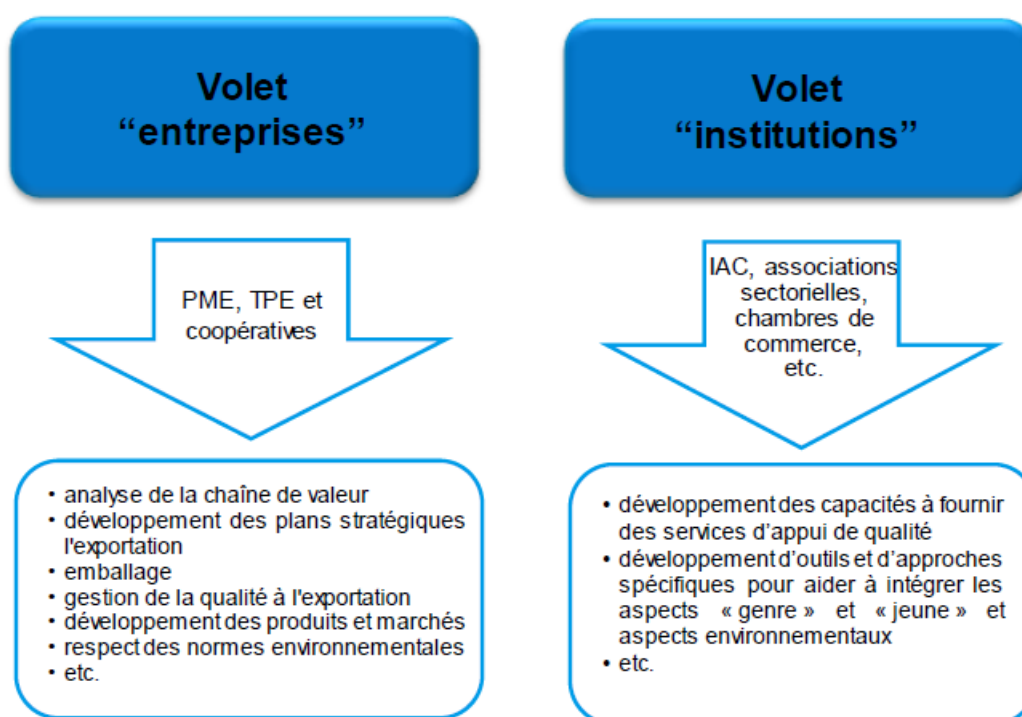 Volet
“entreprises”
PME, TPE et
coopératives
• analyse de la chaîne de valeur
• développement des plans stratégiques
l'exportation
• emballage
• gestion de la qualité à l'exportation
• développement des produits et marchés
• respect des normes environnementales
• etc.
Volet
“institutions”
IAC, associations
sectorielles,
chambres de
commerce,
etc.
• développement des capacités à fournir
des services d’appui de qualité
• développement d’outils et d’approches
spécifiques pour aider à intégrer les
aspects « genre » et « jeune » et
aspects environnementaux
• etc.